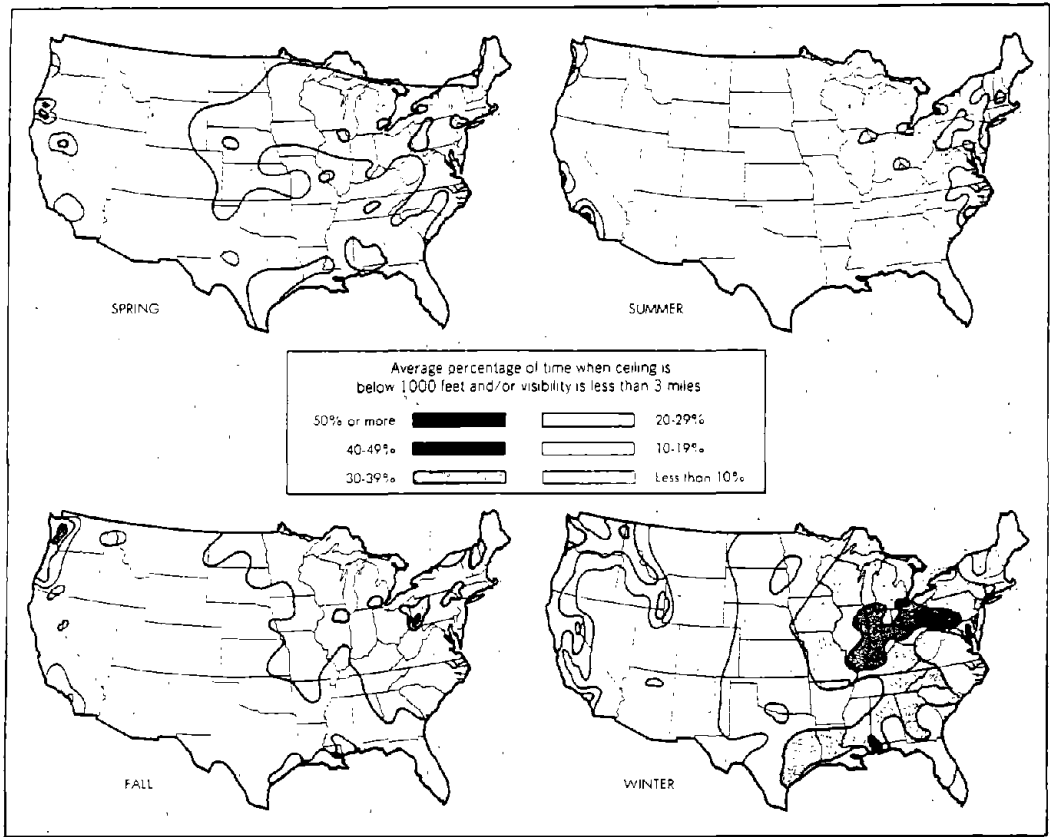 SPRING
SUMMER
Average percentage of time when ceiling is
below 1000 feet and/or visibility is less than 3 miles
50% or more
20-29%
40-49%
10-19%
30-39%
Less than 10%
FALL
WINTER